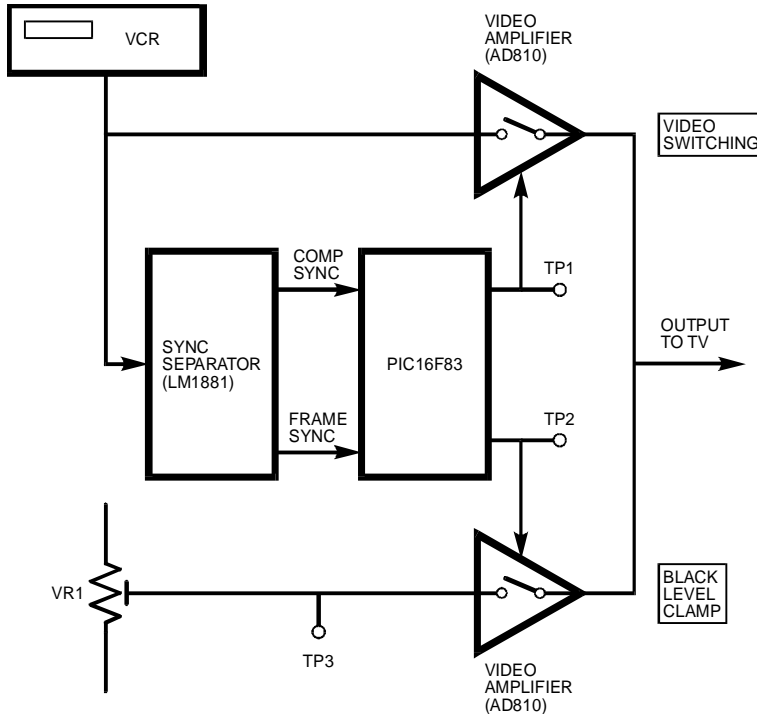 VCR
VIDEO
AMPLIFIER
(AD810)
VIDEO
SWITCHING
COMP
SYNC
TP1
SYNC
SEPARATOR
(LM1881)
PIC16F83
OUTPUT
TO TV
FRAME
SYNC
TP2
VR1
TP3
BLACK
LEVEL
CLAMP
VIDEO
AMPLIFIER
(AD810)